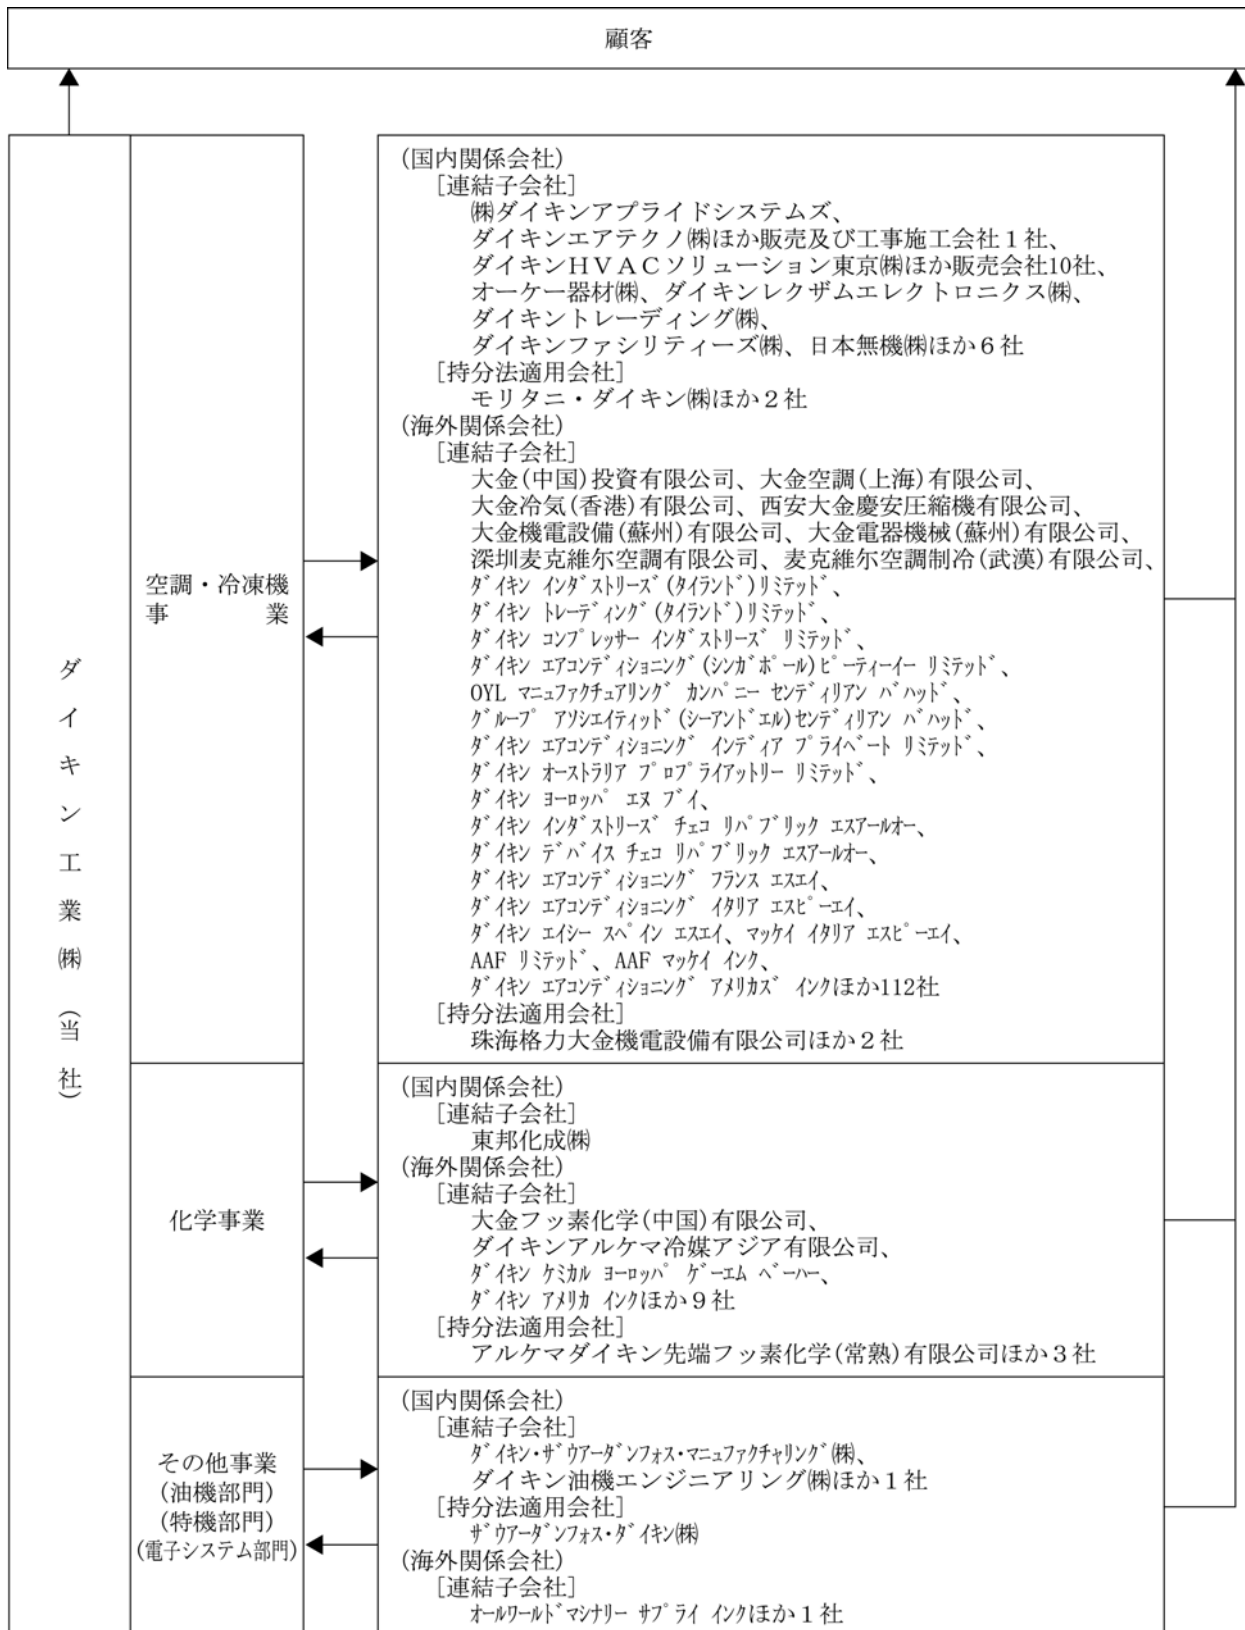 顧客
ダイキン工業㈱（当社）
空調・冷凍機
事業
(国内関係会社)
[連結子会社]
㈱ダイキンアプライドシステムズ、
ダイキンエアテクノ㈱ほか販売及び工事施工会社１社、
ダイキンＨＶＡＣソリューション東京㈱ほか販売会社10社、
オーケー器材㈱、ダイキンレクザムエレクトロニクス㈱、
ダイキントレーディング㈱、
ダイキンファシリティーズ㈱、日本無機㈱ほか６社
[持分法適用会社]
モリタニ・ダイキン㈱ほか２社
(海外関係会社)
[連結子会社]
大金(中国)投資有限公司、大金空調(上海)有限公司、
大金冷気(香港)有限公司、西安大金慶安圧縮機有限公司、
大金機電設備(蘇州)有限公司、大金電器機械(蘇州)有限公司、
深圳麦克維尔空調有限公司、麦克維尔空調制冷(武漢)有限公司、
ﾀﾞｲｷﾝ ｲﾝﾀﾞｽﾄﾘｰｽﾞ(ﾀｲﾗﾝﾄﾞ)ﾘﾐﾃｯﾄﾞ、
ﾀﾞｲｷﾝ ﾄﾚｰﾃﾞｨﾝｸﾞ(ﾀｲﾗﾝﾄﾞ)ﾘﾐﾃｯﾄﾞ、
ﾀﾞｲｷﾝ ｺﾝﾌﾟﾚｯｻｰ ｲﾝﾀﾞｽﾄﾘｰｽﾞ ﾘﾐﾃｯﾄﾞ、
ﾀﾞｲｷﾝ ｴｱｺﾝﾃﾞｨｼｮﾆﾝｸﾞ(ｼﾝｶﾞﾎﾟｰﾙ)ﾋﾟｰﾃｨｰｲｰ ﾘﾐﾃｯﾄﾞ、
OYL ﾏﾆｭﾌｧｸﾁｭｱﾘﾝｸﾞ ｶﾝﾊﾟﾆｰ ｾﾝﾃﾞｨﾘｱﾝ ﾊﾞﾊｯﾄﾞ、
ｸﾞﾙｰﾌﾟ ｱｿｼｴｲﾃｨｯﾄﾞ(ｼｰｱﾝﾄﾞｴﾙ)ｾﾝﾃﾞｨﾘｱﾝ ﾊﾞﾊｯﾄﾞ、
ﾀﾞｲｷﾝ ｴｱｺﾝﾃﾞｨｼｮﾆﾝｸﾞ ｲﾝﾃﾞｨｱ ﾌﾟﾗｲﾍﾞｰﾄ ﾘﾐﾃｯﾄﾞ、
ﾀﾞｲｷﾝ ｵｰｽﾄﾗﾘｱ ﾌﾟﾛﾌﾟﾗｲｱｯﾄﾘｰ ﾘﾐﾃｯﾄﾞ、
ﾀﾞｲｷﾝ ﾖｰﾛｯﾊﾟ ｴﾇ ﾌﾞｲ、
ﾀﾞｲｷﾝ ｲﾝﾀﾞｽﾄﾘｰｽﾞ ﾁｪｺ ﾘﾊﾟﾌﾞﾘｯｸ ｴｽｱｰﾙｵｰ、
ﾀﾞｲｷﾝ ﾃﾞﾊﾞｲｽ ﾁｪｺ ﾘﾊﾟﾌﾞﾘｯｸ ｴｽｱｰﾙｵｰ、
ﾀﾞｲｷﾝ ｴｱｺﾝﾃﾞｨｼｮﾆﾝｸﾞ ﾌﾗﾝｽ ｴｽｴｲ、
ﾀﾞｲｷﾝ ｴｱｺﾝﾃﾞｨｼｮﾆﾝｸﾞ ｲﾀﾘｱ ｴｽﾋﾟｰｴｲ、
ﾀﾞｲｷﾝ ｴｲｼｰ ｽﾍﾟｲﾝ ｴｽｴｲ、ﾏｯｹｲ ｲﾀﾘｱ ｴｽﾋﾟｰｴｲ、
AAF ﾘﾐﾃｯﾄﾞ、AAF ﾏｯｹｲ ｲﾝｸ、
ﾀﾞｲｷﾝ ｴｱｺﾝﾃﾞｨｼｮﾆﾝｸﾞ ｱﾒﾘｶｽﾞ ｲﾝｸほか112社
[持分法適用会社]
珠海格力大金機電設備有限公司ほか２社
化学事業
(国内関係会社)
[連結子会社]
東邦化成㈱
(海外関係会社)
[連結子会社]
大金フッ素化学(中国)有限公司、
ダイキンアルケマ冷媒アジア有限公司、
ﾀﾞｲｷﾝ ｹﾐｶﾙ ﾖｰﾛｯﾊﾟ ｹﾞｰｴﾑ ﾍﾞｰﾊｰ、
ﾀﾞｲｷﾝ ｱﾒﾘｶ ｲﾝｸほか９社
[持分法適用会社]
アルケマダイキン先端フッ素化学(常熟)有限公司ほか３社
その他事業
(油機部門)
(特機部門)
(電子システム部門)
(国内関係会社)
[連結子会社]
ﾀﾞｲｷﾝ･ｻﾞｳｱｰﾀﾞﾝﾌｫｽ･ﾏﾆｭﾌｧｸﾁｬﾘﾝｸﾞ㈱、
ダイキン油機エンジニアリング㈱ほか１社
[持分法適用会社]
ｻﾞｳｱｰﾀﾞﾝﾌｫｽ･ﾀﾞｲｷﾝ㈱
(海外関係会社)
[連結子会社]
ｵｰﾙﾜｰﾙﾄﾞﾏｼﾅﾘｰ ｻﾌﾟﾗｲ ｲﾝｸほか１社